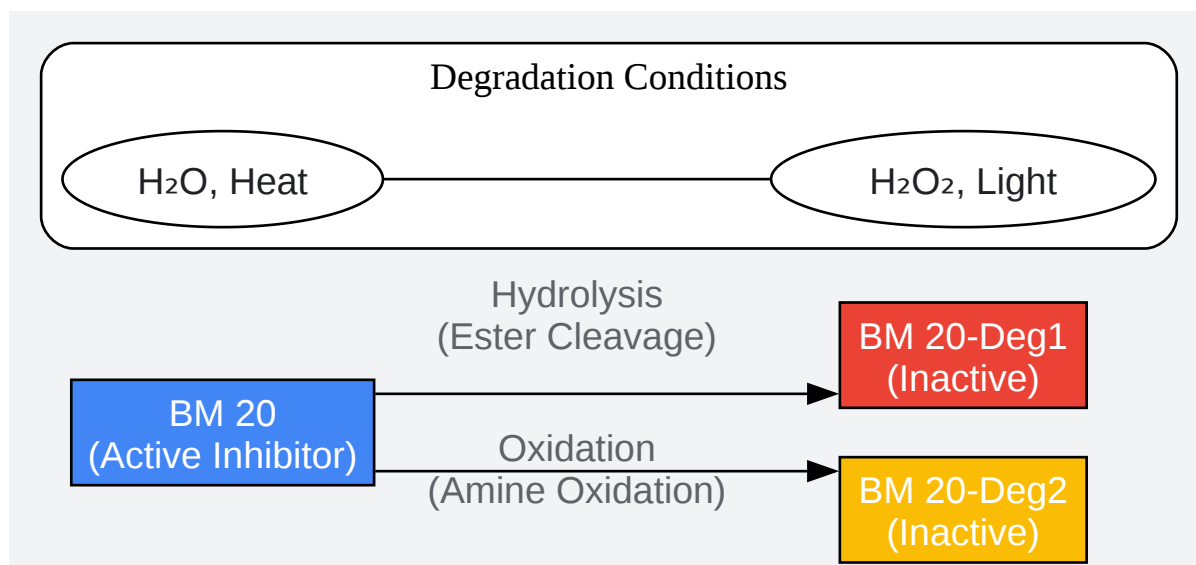 Degradation Conditions
H₂O, Heat
H₂O₂, Light
Hydrolysis
(Ester Cleavage)
BM 20-Deg1
(Inactive)
BM 20
(Active Inhibitor)
Oxidation
(Amine Oxidation)
BM 20-Deg2
(Inactive)